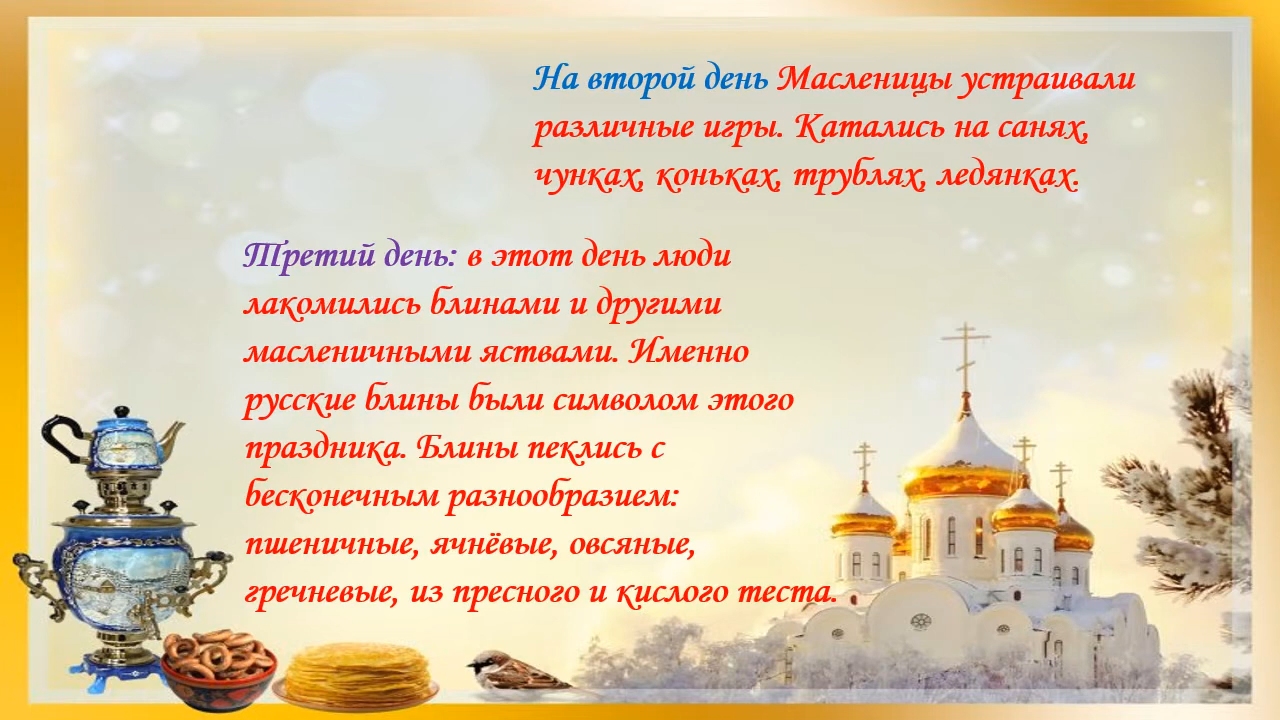 На второй день Масленицы устраивали
различные игры. Катались на санях,
чунках, коньках, трублях, ледянках.
Третий день: в этот день люди
лакомились блинами и другими
масленичными яствами. Именно
русские блины были символом этого
праздника. Блины пеклись с
бесконечным разнообразием:
пшеничные, ячнёвые, овсяные,
гречневые, из пресного и кислого теста.